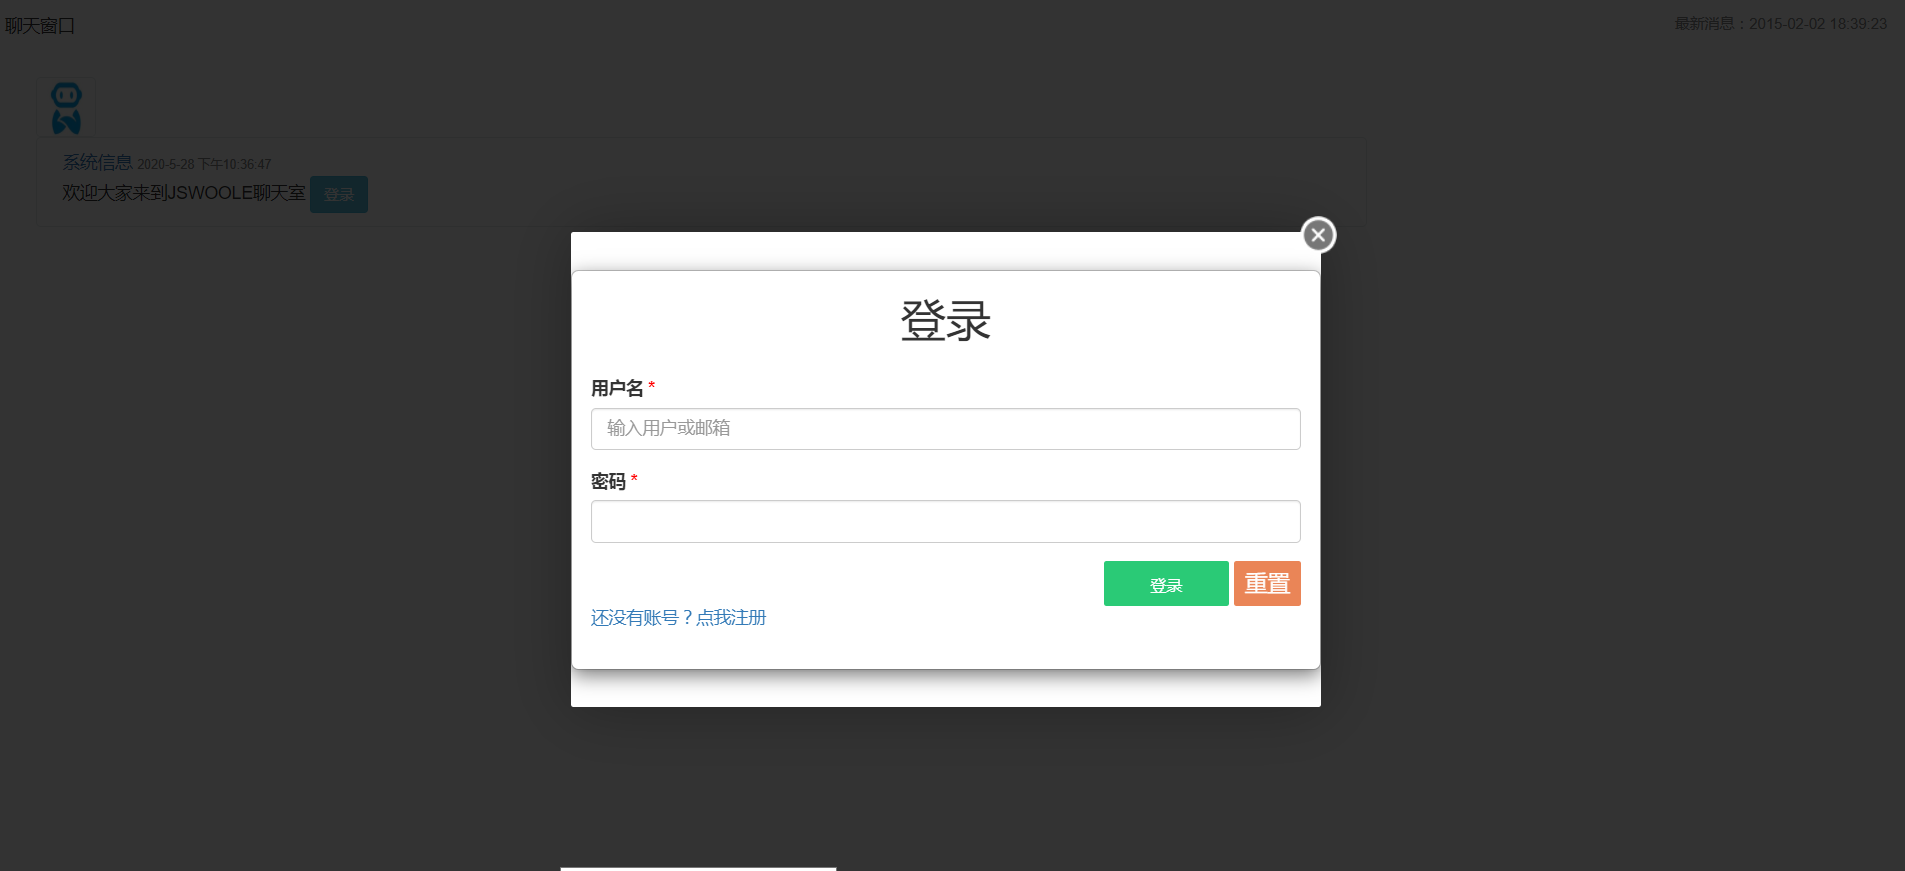 聊天窗口
最新消息：2015-02-02 18:39:23
系统信息 2020-5-28 下午10:36:47
欢迎大家来到JSWOOLE聊天室 登录
登录
用户名 *
输入用户或邮箱
密码 *
登录 重置
还没有账号？点我注册